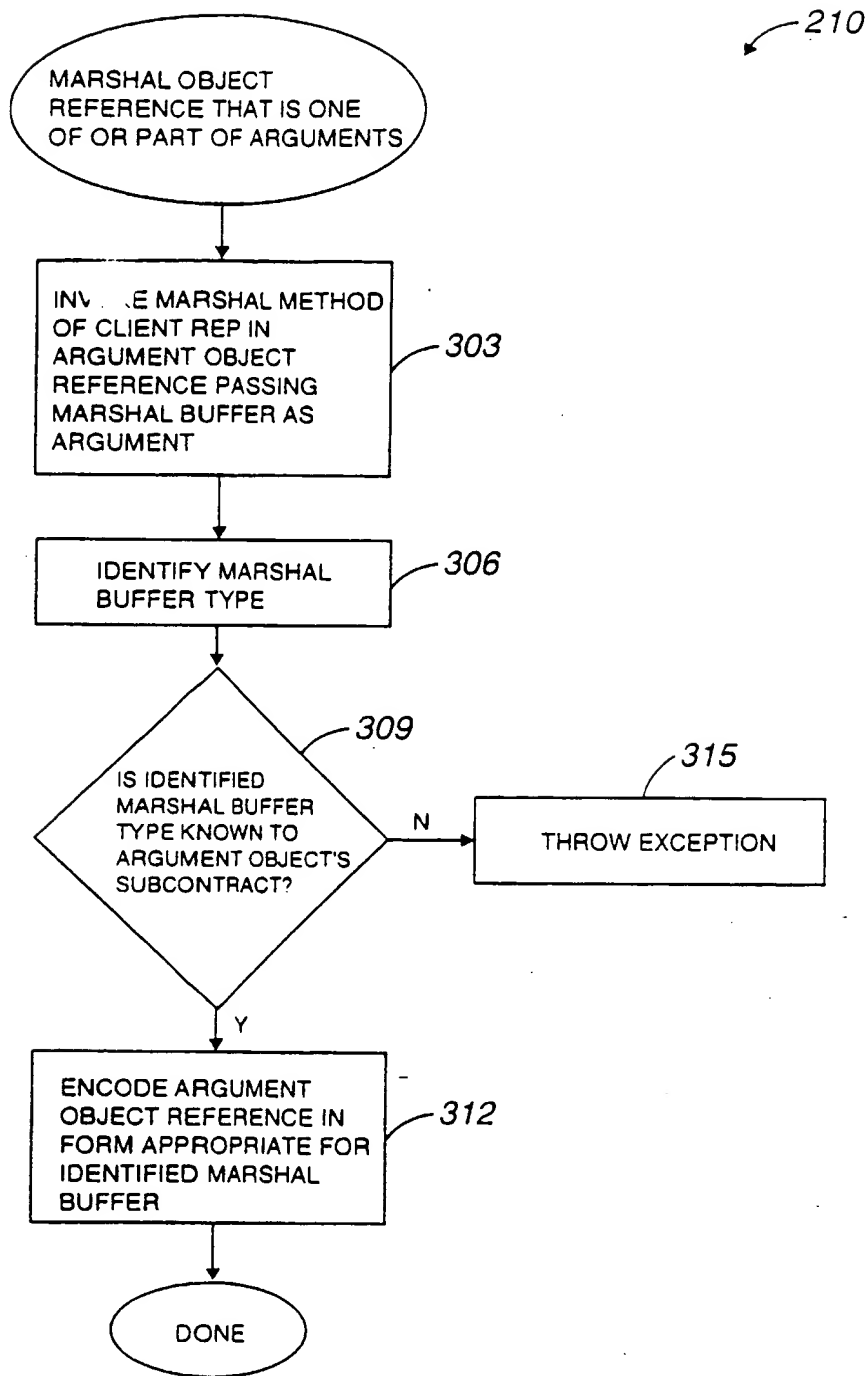 210
MARSHAL OBJECT
REFERENCE THAT IS ONE
OF OR PART OF ARGUMENTS
MARSHAL METHOD
OF CLIENT REP IN
ARGUMENT OBJECT
REFERENCE PASSING
MARSHAL BUFFER AS
ARGUMENT
303
IDENTIFY MARSHAL
BUFFER TYPE
306
309
IS IDENTIFIED
MARSHAL BUFFER
TYPE KNOWN TO
ARGUMENT OBJECT'S
SUBCONTRACT?
N
315
THROW EXCEPTION
Y
ENCODE ARGUMENT
OBJECT REFERENCE IN
FORM APPROPRIATE FOR
IDENTIFIED MARSHAL
BUFFER
312
DONE